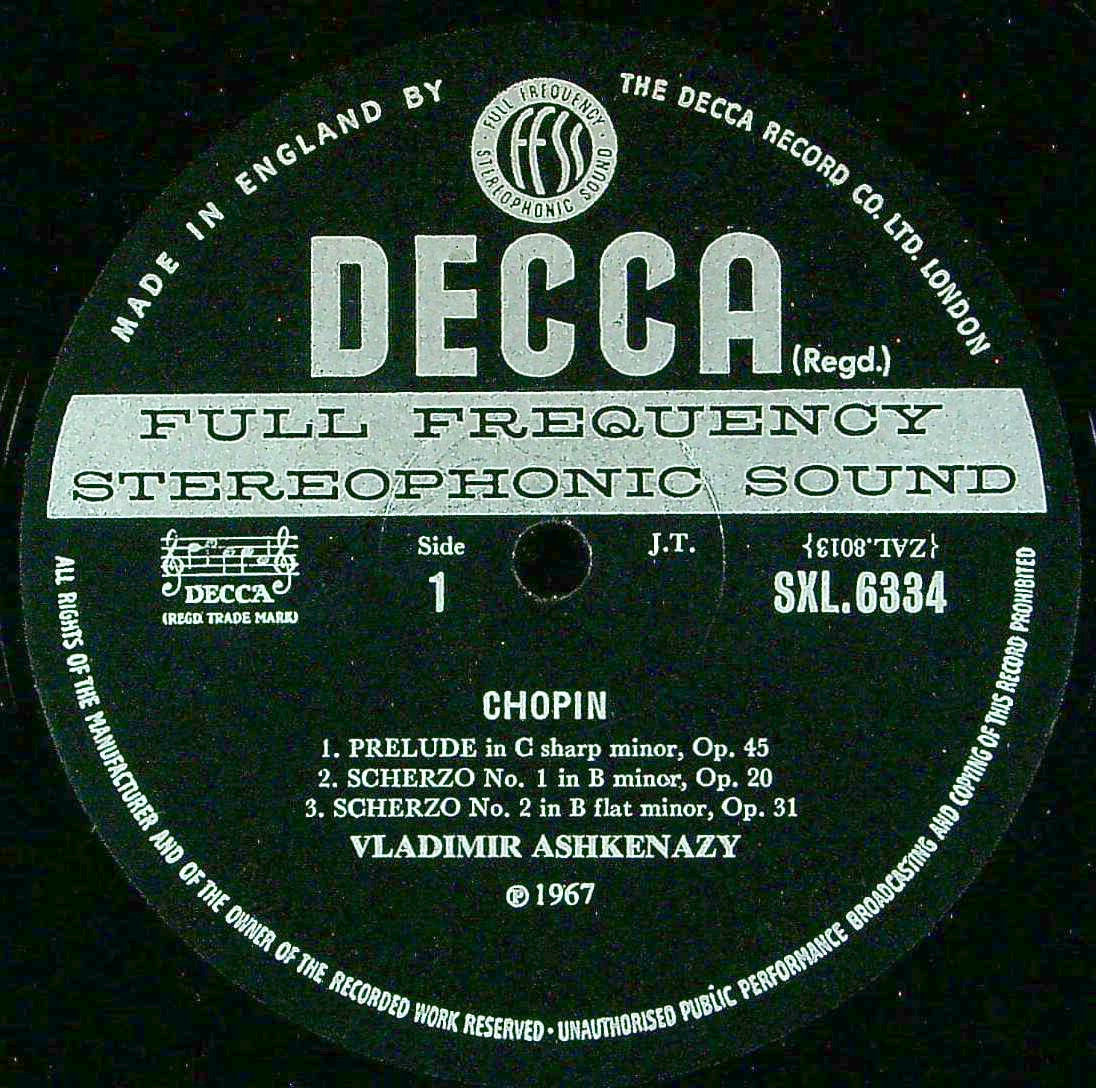 MADE IN ENGLAND BY
THE DECCA RECORD CO. LTD. LONDON
FULL FREQUENCY
STEREOPHONIC SOUND
FFSS
DECCA
(Regd.)
FULL FREQUENCY
STEREOPHONIC SOUND
DECCA
(REGD. TRADE MARK)
Side
1
J.T.
{ZAL.8013}
SXL.6334
CHOPIN
1. PRELUDE in C sharp minor, Op. 45
2. SCHERZO No. 1 in B minor, Op. 20
3. SCHERZO No. 2 in B flat minor, Op. 31
VLADIMIR ASHKENAZY
℗ 1967
ALL RIGHTS OF THE MANUFACTURER AND OF THE OWNER OF THE RECORDED WORK RESERVED · UNAUTHORISED PUBLIC PERFORMANCE BROADCASTING AND COPYING OF THIS RECORD PROHIBITED